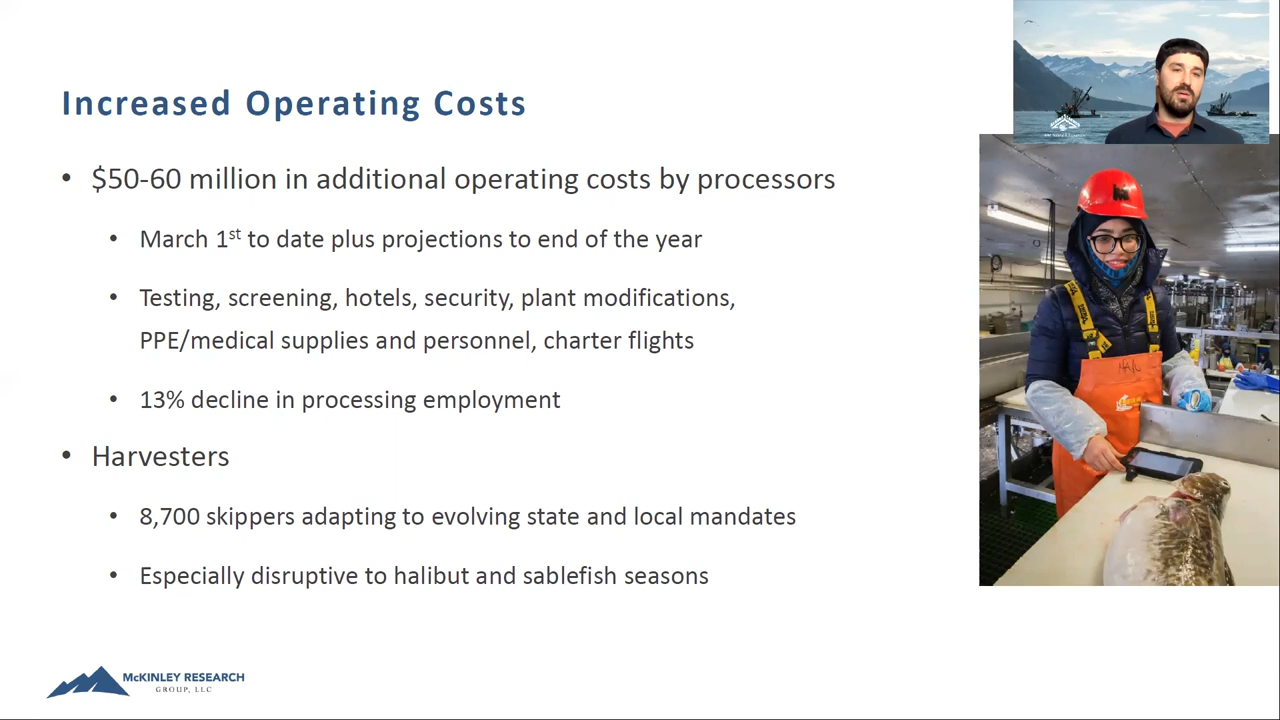 Increased Operating Costs
• $50-60 million in additional operating costs by processors
• March 1st to date plus projections to end of the year
• Testing, screening, hotels, security, plant modifications,
PPE/medical supplies and personnel, charter flights
• 13% decline in processing employment
• Harvesters
• 8,700 skippers adapting to evolving state and local mandates
• Especially disruptive to halibut and sablefish seasons
McKINLEY RESEARCH
GROUP, LLC